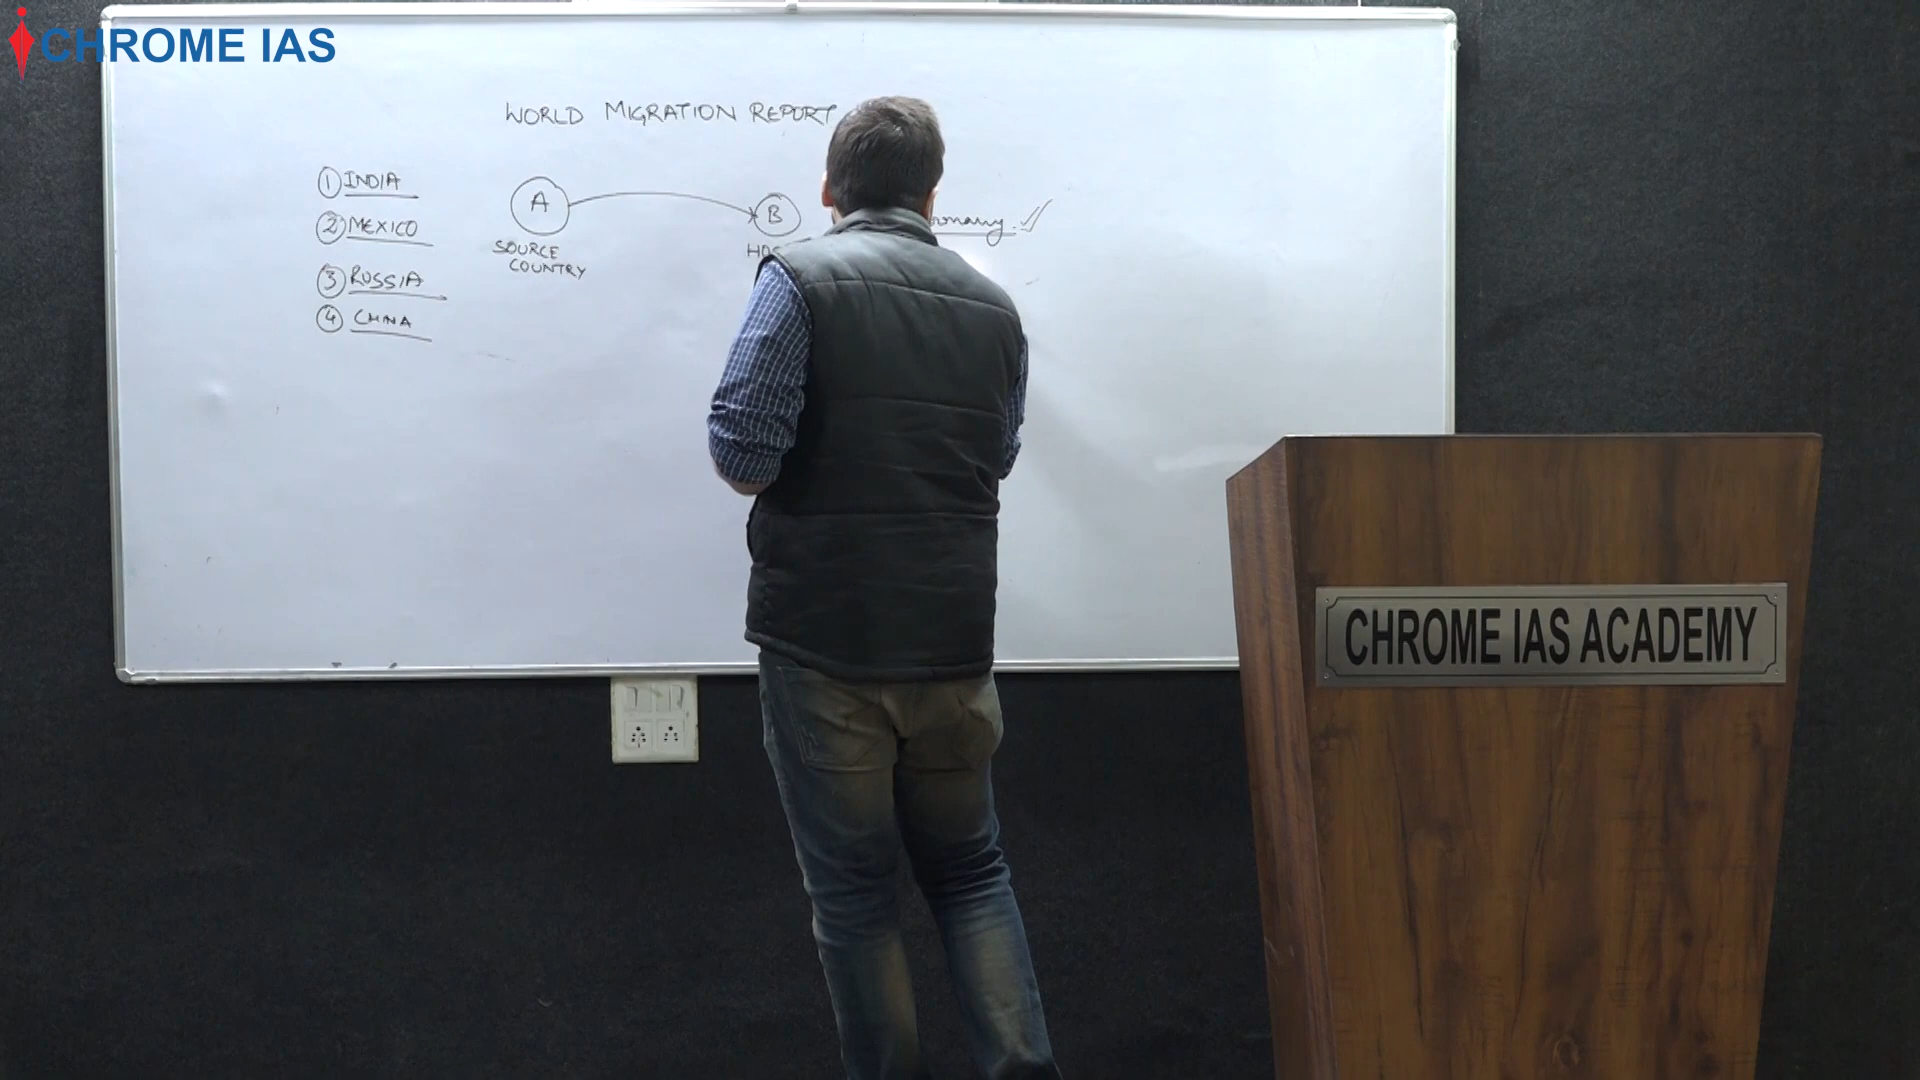 CHROME IAS
WORLD MIGRATION REPORT
1 INDIA
2 MEXICO
3 RUSSIA
4 CHINA
A
SOURCE
COUNTRY
B
CHROME IAS ACADEMY